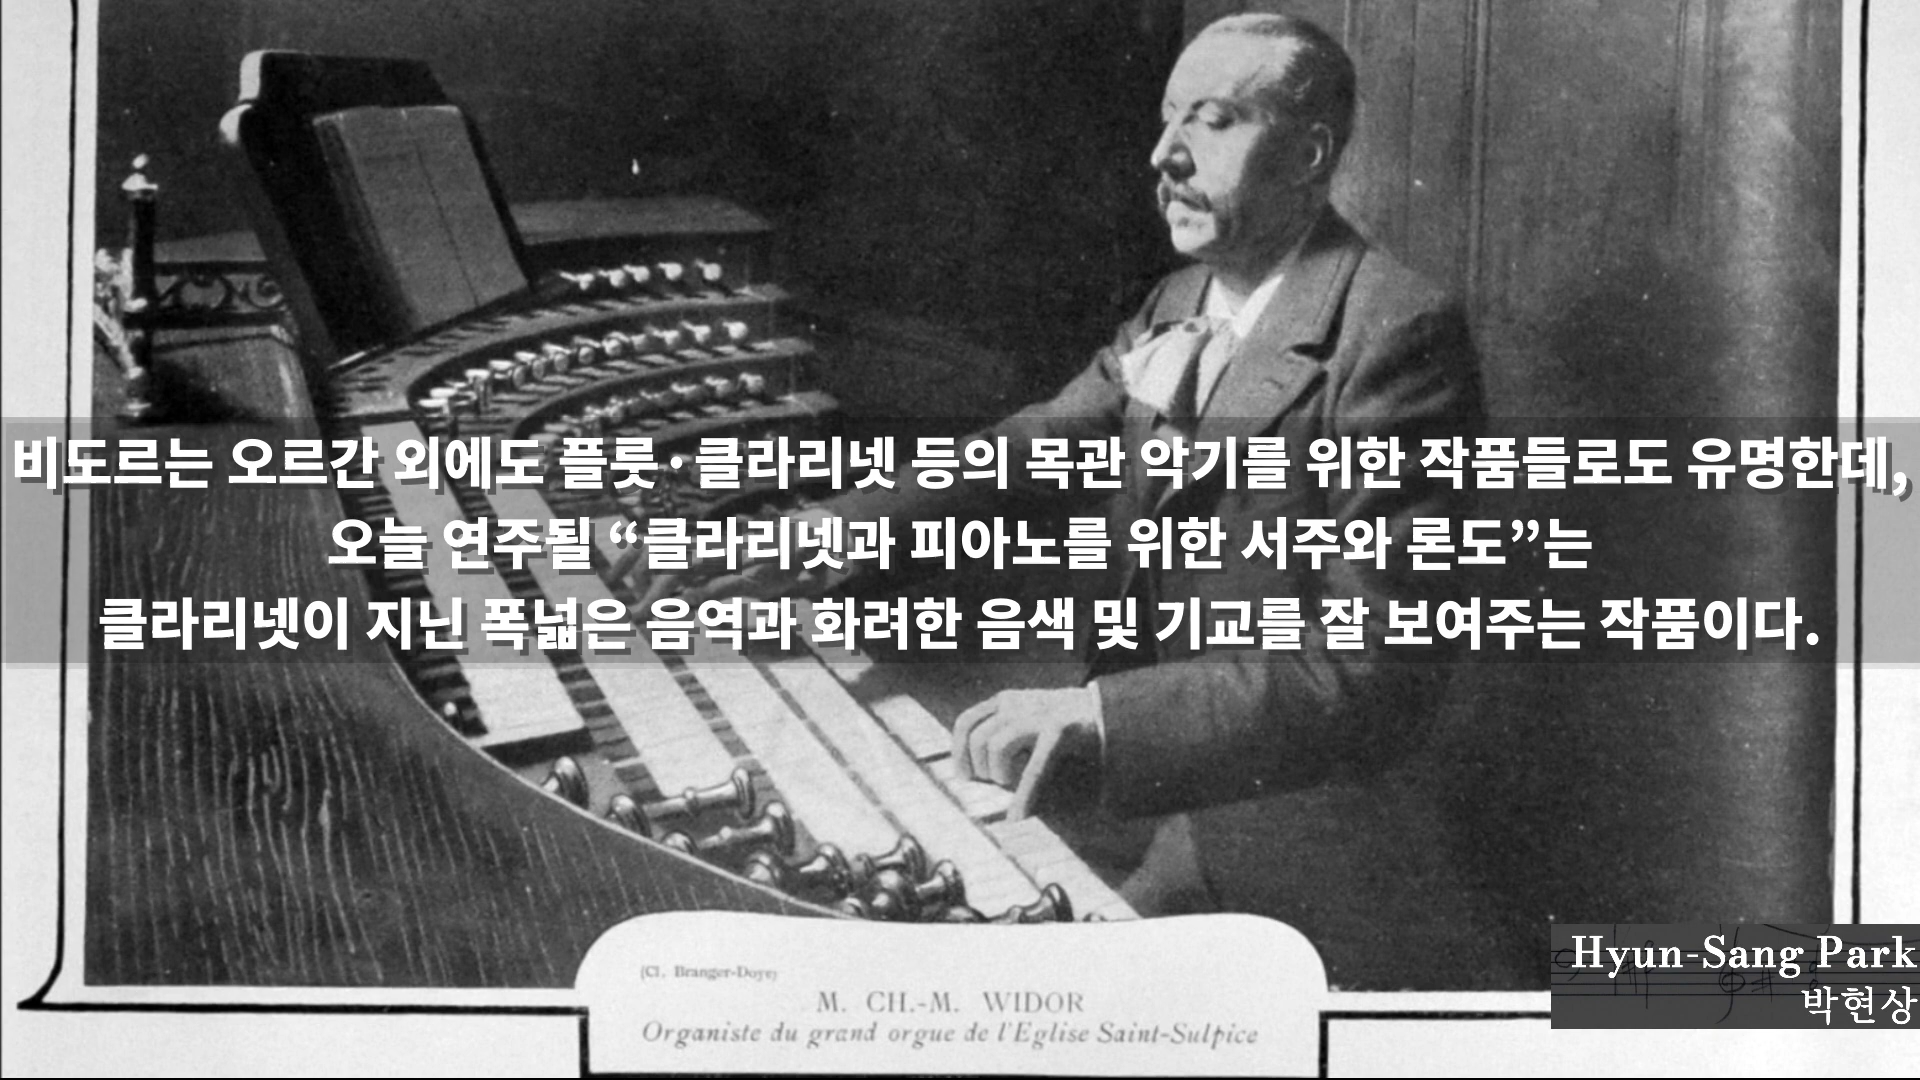 비도르는 오르간 외에도 플룻·클라리넷 등의 목관 악기를 위한 작품들로도 유명한데,
오늘 연주될 “클라리넷과 피아노를 위한 서주와 론도”는
클라리넷이 지닌 폭넓은 음역과 화려한 음색 및 기교를 잘 보여주는 작품이다.
(Cl. Branger-Doye)
M. CH.-M. WIDOR
Organiste du grand orgue de l'Eglise Saint-Sulpice
Hyun-Sang Park
박현상